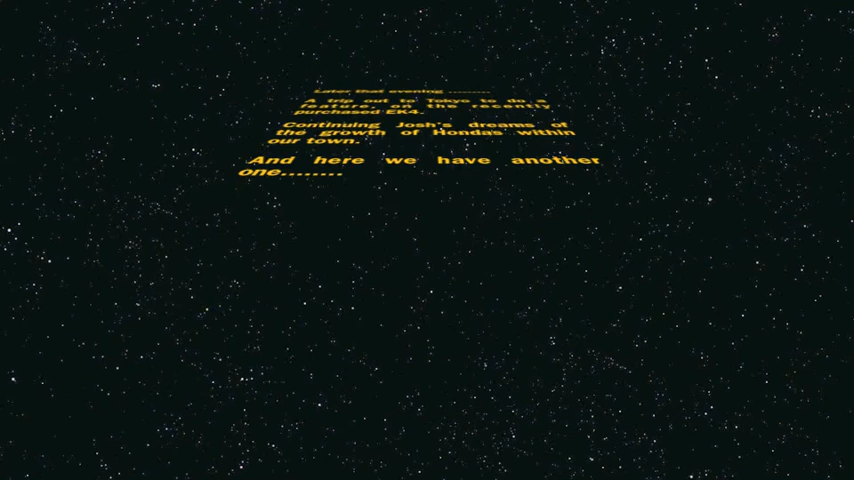 Later that evening ..........
A trip out to Tokyo to do a
feature, on the recently
purchased EK4.
Continuing Josh's dreams of
the growth of Hondas within
our town.
And here we have another
one.........